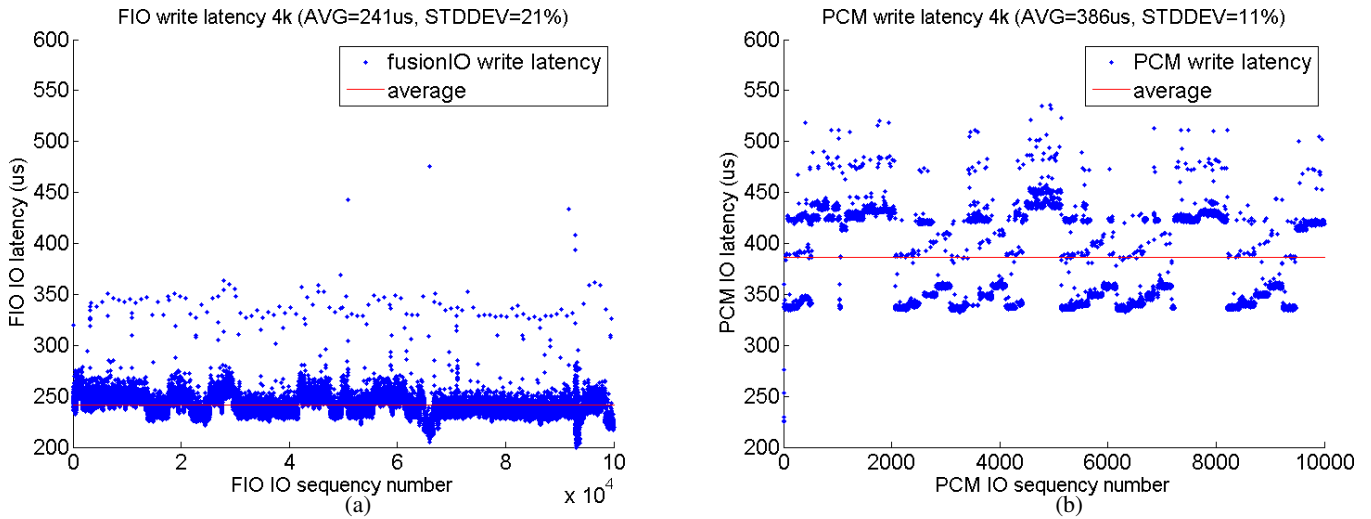 FIO write latency 4k (AVG=241us, STDDEV=21%)
600
550
500
450
400
350
300
250
200
FIO IO latency (us)
fusionIO write latency
average
0
2
4
6
8
10
x 10^4
FIO IO sequency number
(a)
PCM write latency 4k (AVG=386us, STDDEV=11%)
600
550
500
450
400
350
300
250
200
PCM IO latency (us)
PCM write latency
average
0
2000
4000
6000
8000
10000
PCM IO sequency number
(b)